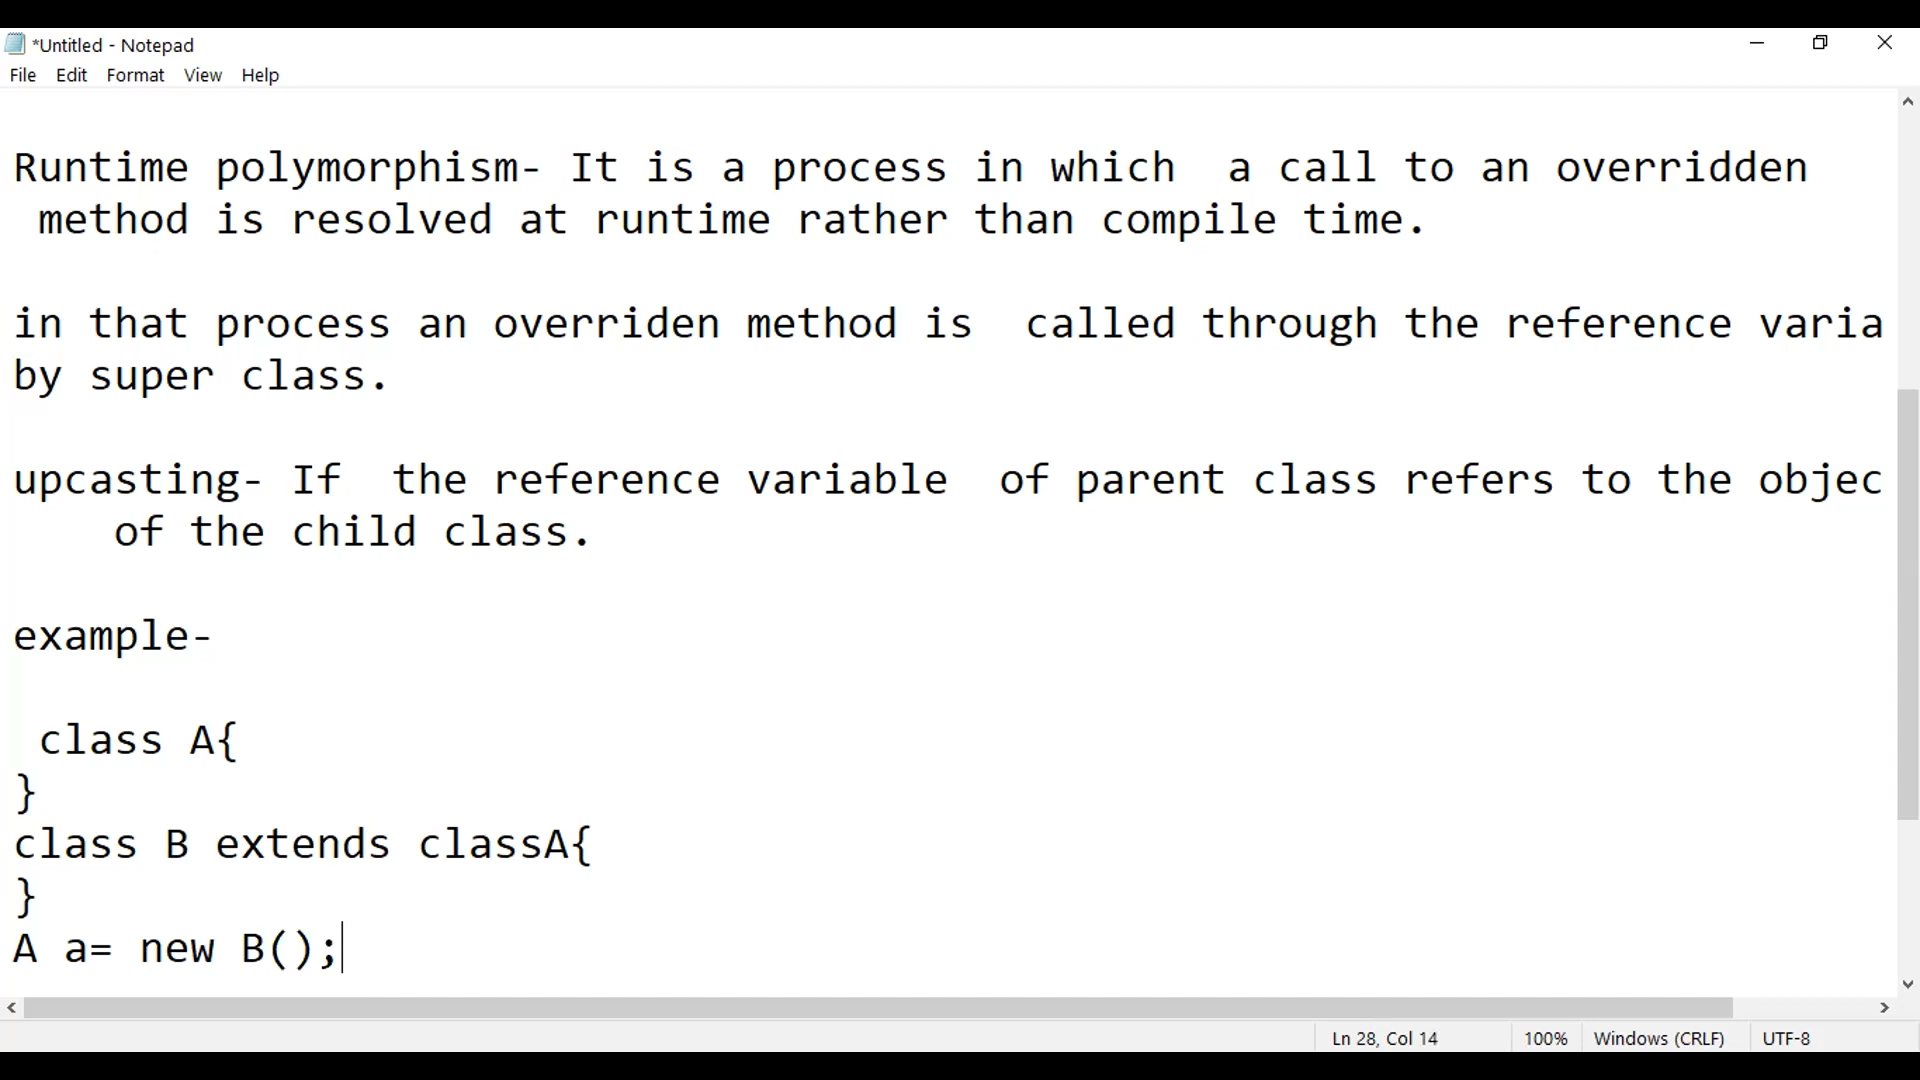 *Untitled - Notepad
File Edit Format View Help
Runtime polymorphism- It is a process in which  a call to an overridden
 method is resolved at runtime rather than compile time.
in that process an overriden method is  called through the reference varia
by super class.
upcasting- If  the reference variable  of parent class refers to the objec
    of the child class.
example-
 class A{
}
class B extends classA{
}
A a= new B();
Ln 28, Col 14 100% Windows (CRLF) UTF-8